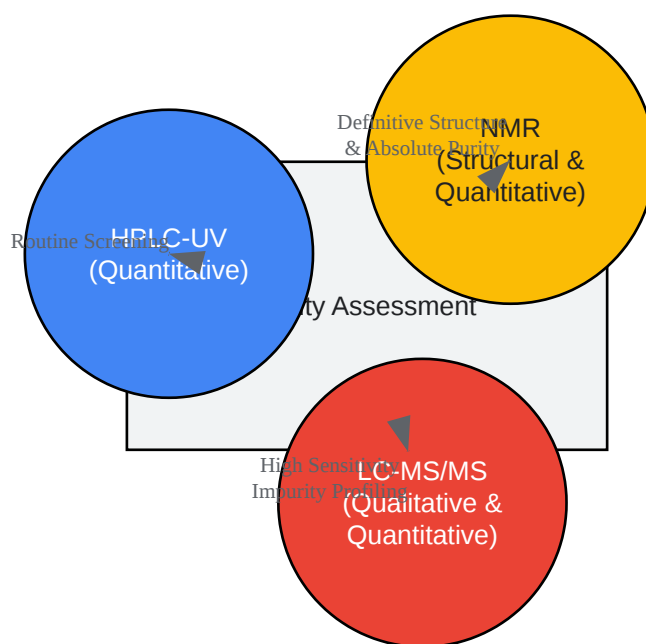 Definitive Structure
& Absolute Purity
NMR
(Structural &
Quantitative)
Routine Screening
HPLC-UV
(Quantitative)
Assessment
High Sensitivity
Impurity Profiling
LC-MS/MS
(Qualitative &
Quantitative)